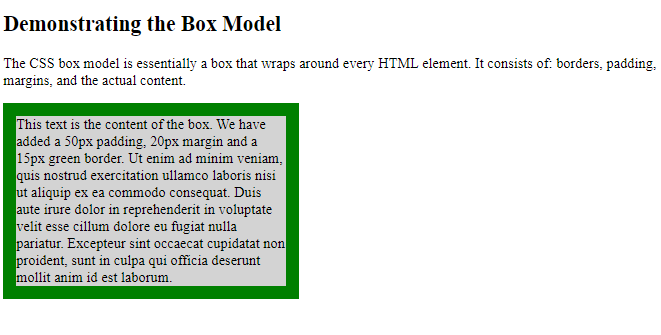 Demonstrating the Box Model
The CSS box model is essentially a box that wraps around every HTML element. It consists of: borders, padding,
margins, and the actual content.
This text is the content of the box. We have
added a 50px padding, 20px margin and a
15px green border. Ut enim ad minim veniam,
quis nostrud exercitation ullamco laboris nisi
ut aliquip ex ea commodo consequat. Duis
aute irure dolor in reprehenderit in voluptate
velit esse cillum dolore eu fugiat nulla
pariatur. Excepteur sint occaecat cupidatat non
proident, sunt in culpa qui officia deserunt
mollit anim id est laborum.